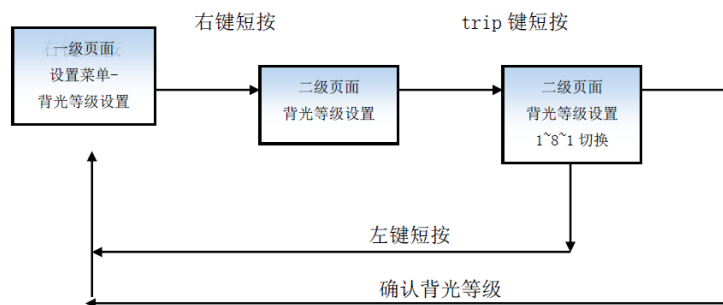 右键短按
trip 键短按
一级页面
设置菜单-
背光等级设置
二级页面
背光等级设置
二级页面
背光等级设置
1~8~1 切换
左键短按
确认背光等级